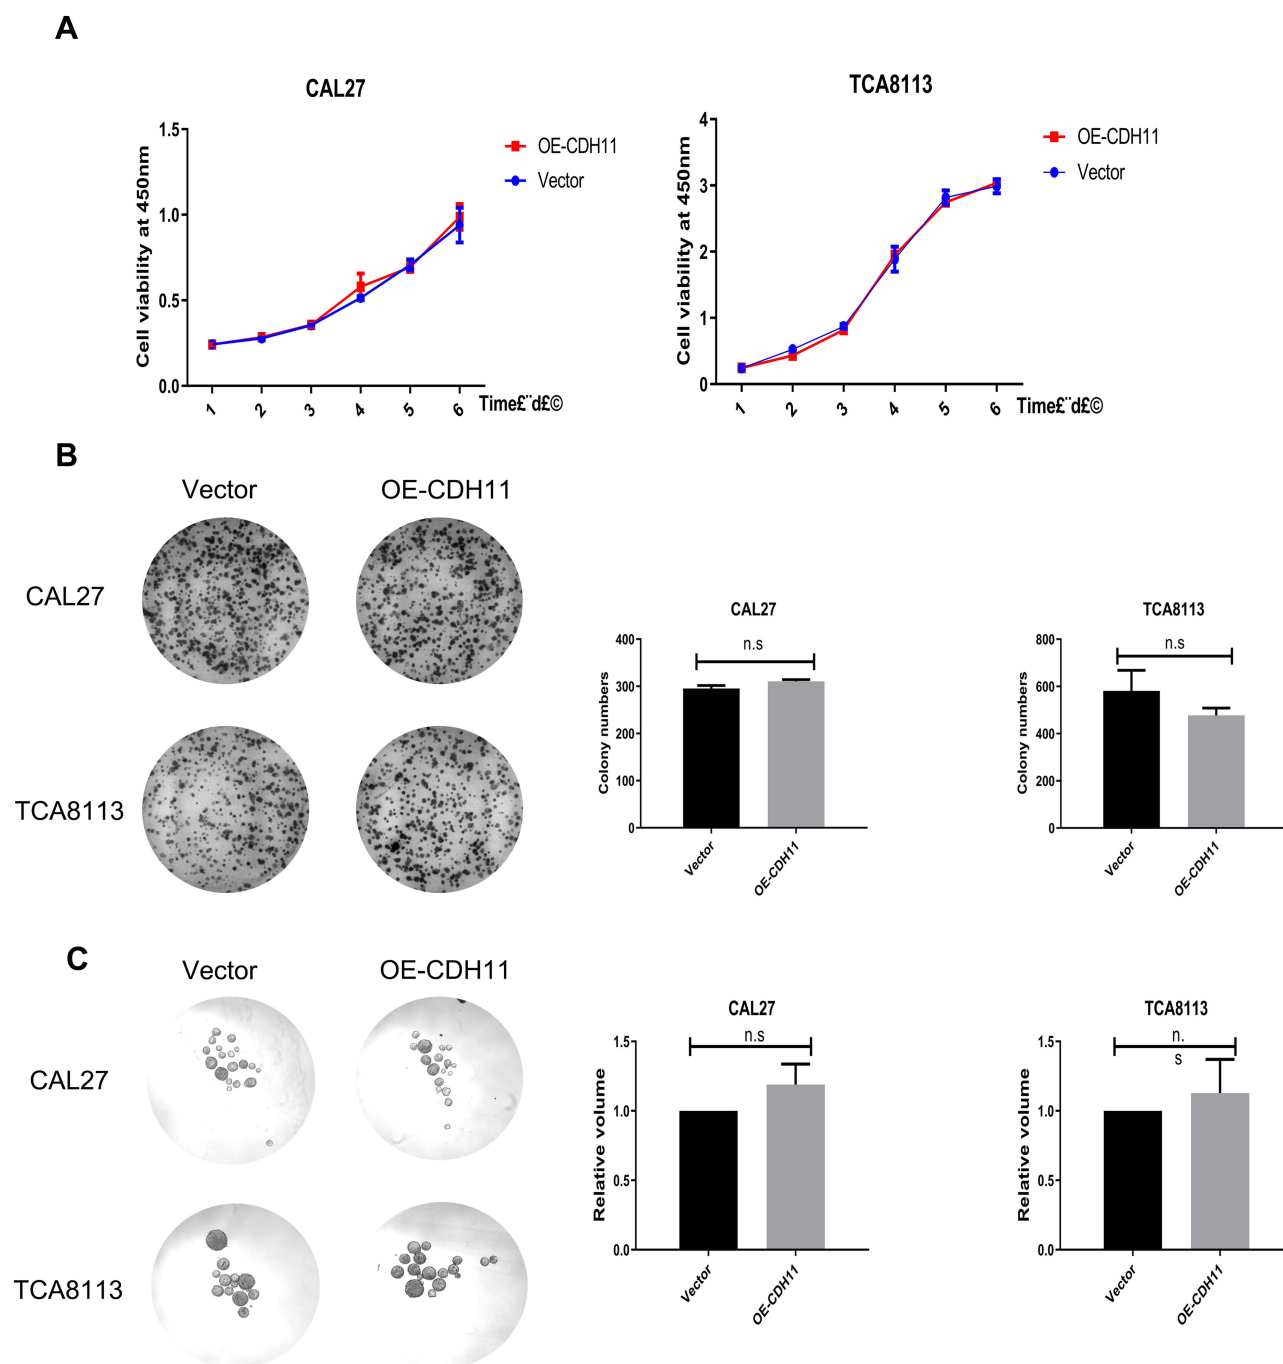 A
CAL27
Cell viability at 450nm
1.5
1.0
0.5
0.0
1 2 3 4 5 6
Time£¨d£©
OE-CDH11
Vector
TCA8113
Cell viability at 450nm
4
3
2
1
0
1 2 3 4 5 6
Time£¨d£©
OE-CDH11
Vector
B
Vector OE-CDH11
CAL27
TCA8113
CAL27
n.s
Colony numbers
400
300
200
100
0
Vector OE-CDH11
TCA8113
n.s
Colony numbers
800
600
400
200
0
Vector OE-CDH11
C
Vector OE-CDH11
CAL27
TCA8113
CAL27
n.s
Relative volume
1.5
1.0
0.5
0.0
Vector OE-CDH11
TCA8113
n.
s
Relative volume
1.5
1.0
0.5
0.0
Vector OE-CDH11